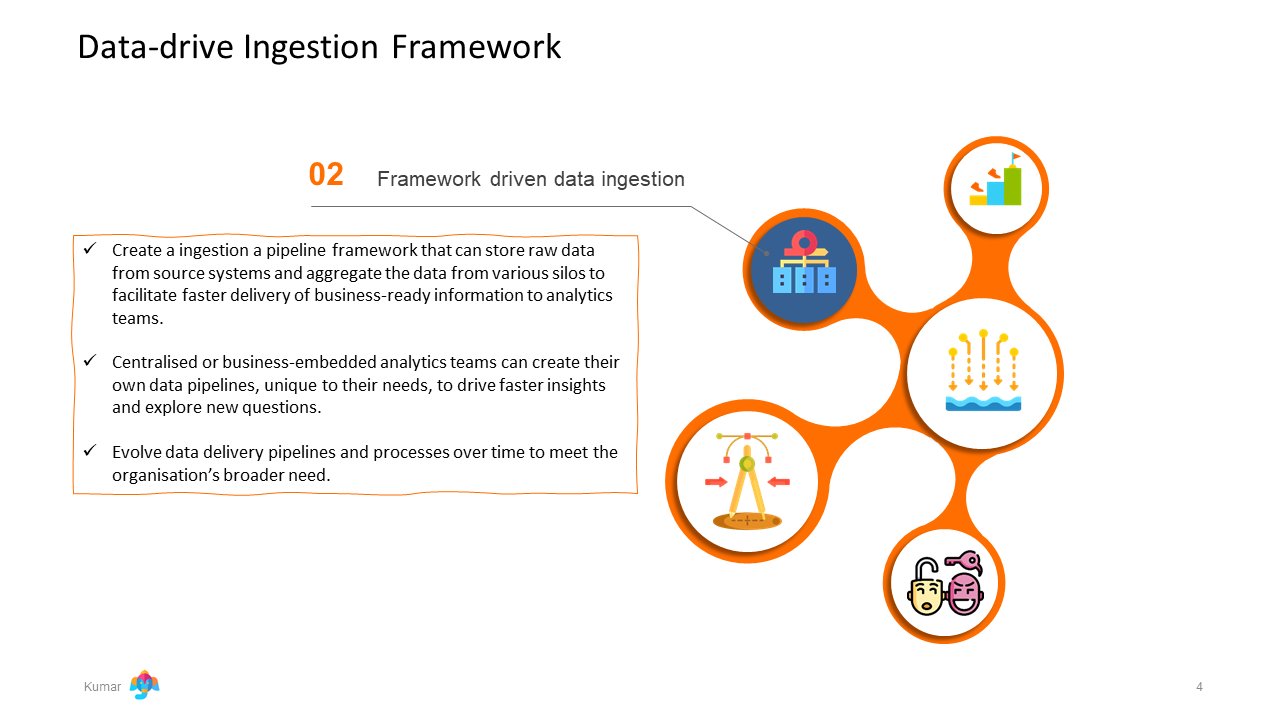 Data-drive Ingestion Framework
02 Framework driven data ingestion
✓ Create a ingestion a pipeline framework that can store raw data
from source systems and aggregate the data from various silos to
facilitate faster delivery of business-ready information to analytics
teams.
✓ Centralised or business-embedded analytics teams can create their
own data pipelines, unique to their needs, to drive faster insights
and explore new questions.
✓ Evolve data delivery pipelines and processes over time to meet the
organisation’s broader need.
Kumar
4